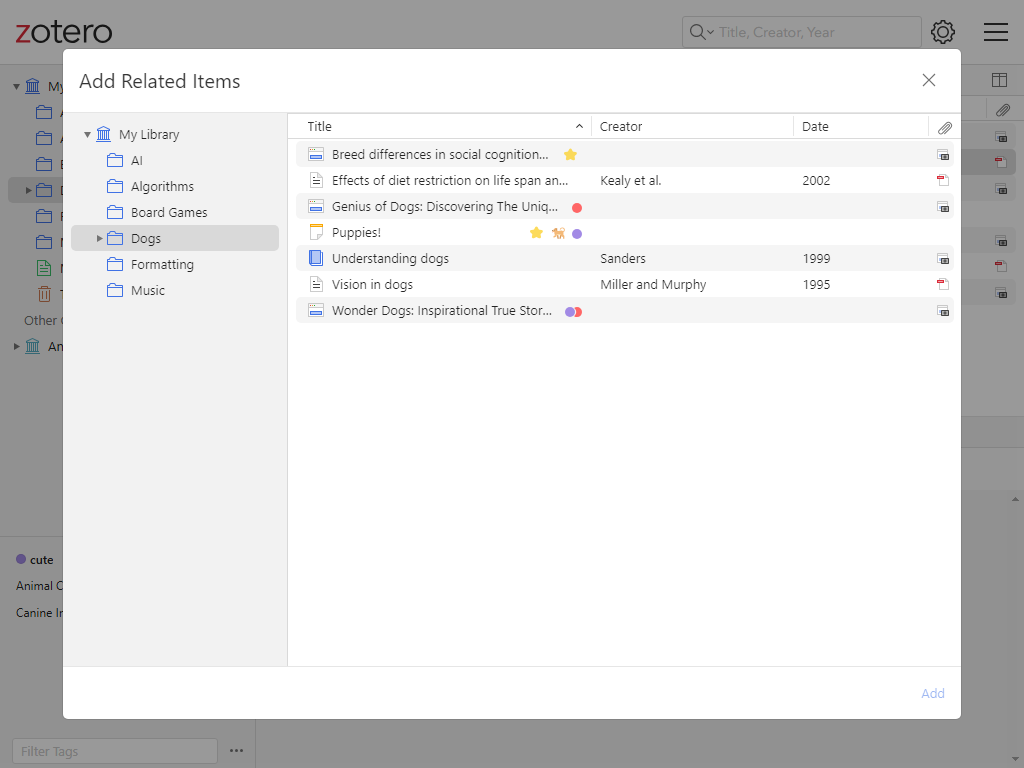 zotero
Title, Creator, Year
My
Add Related Items
Title
Creator
Date
My Library
AI
Algorithms
Board Games
Dogs
Formatting
Music
Breed differences in social cognition...
Effects of diet restriction on life span an...
Kealy et al.
2002
Genius of Dogs: Discovering The Uniq...
Puppies!
Understanding dogs
Sanders
1999
Vision in dogs
Miller and Murphy
1995
Wonder Dogs: Inspirational True Stor...
Other
An
cute
Animal
Canine
Add
Filter Tags